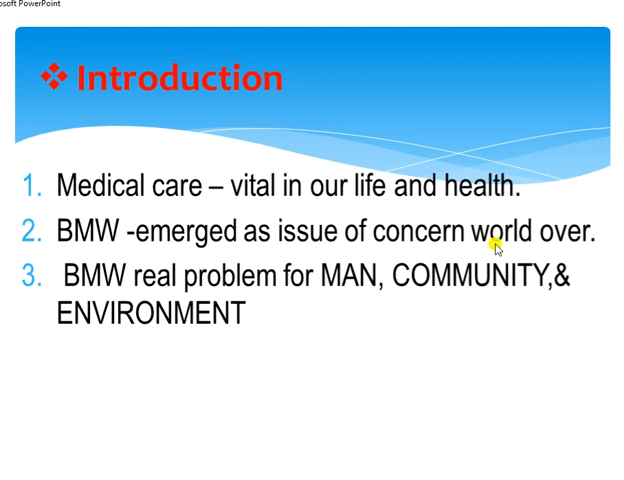 osoft PowerPoint
❖ Introduction
1. Medical care – vital in our life and health.
2. BMW -emerged as issue of concern world over.
3. BMW real problem for MAN, COMMUNITY,&
ENVIRONMENT